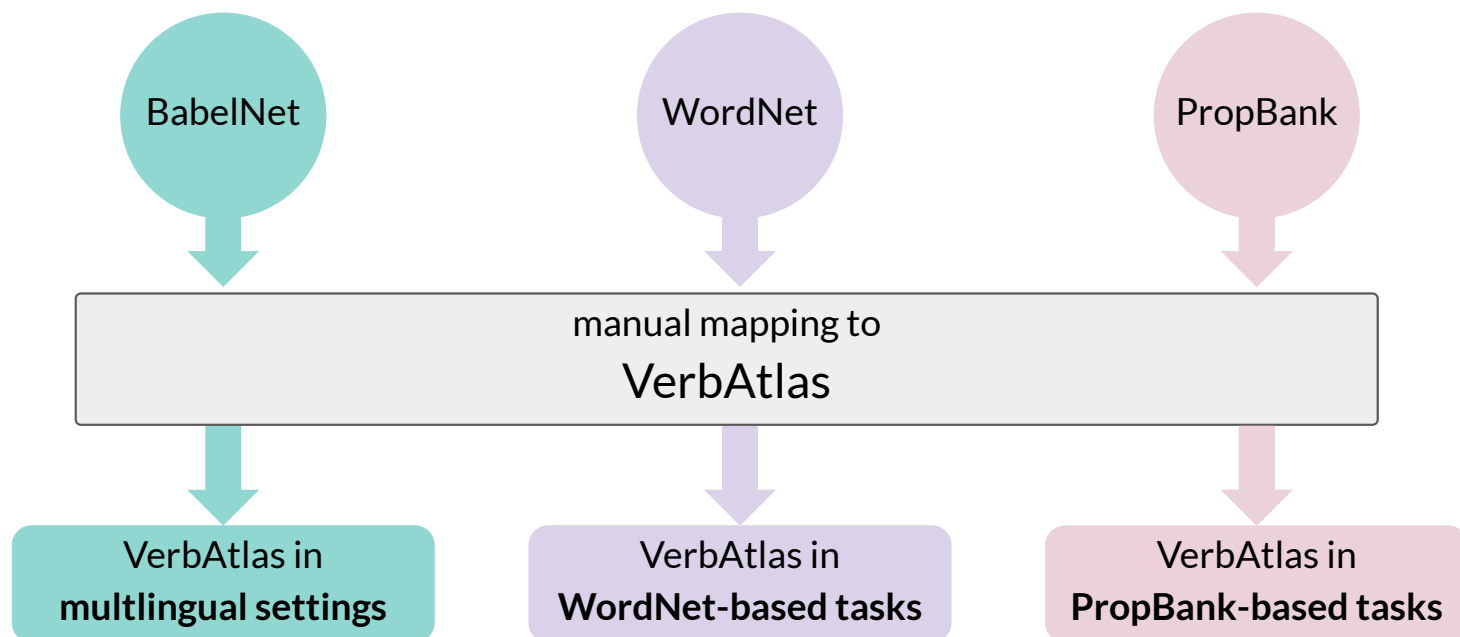 BabelNet
WordNet
PropBank
manual mapping to
VerbAtlas
VerbAtlas in
multlingual settings
VerbAtlas in
WordNet-based tasks
VerbAtlas in
PropBank-based tasks